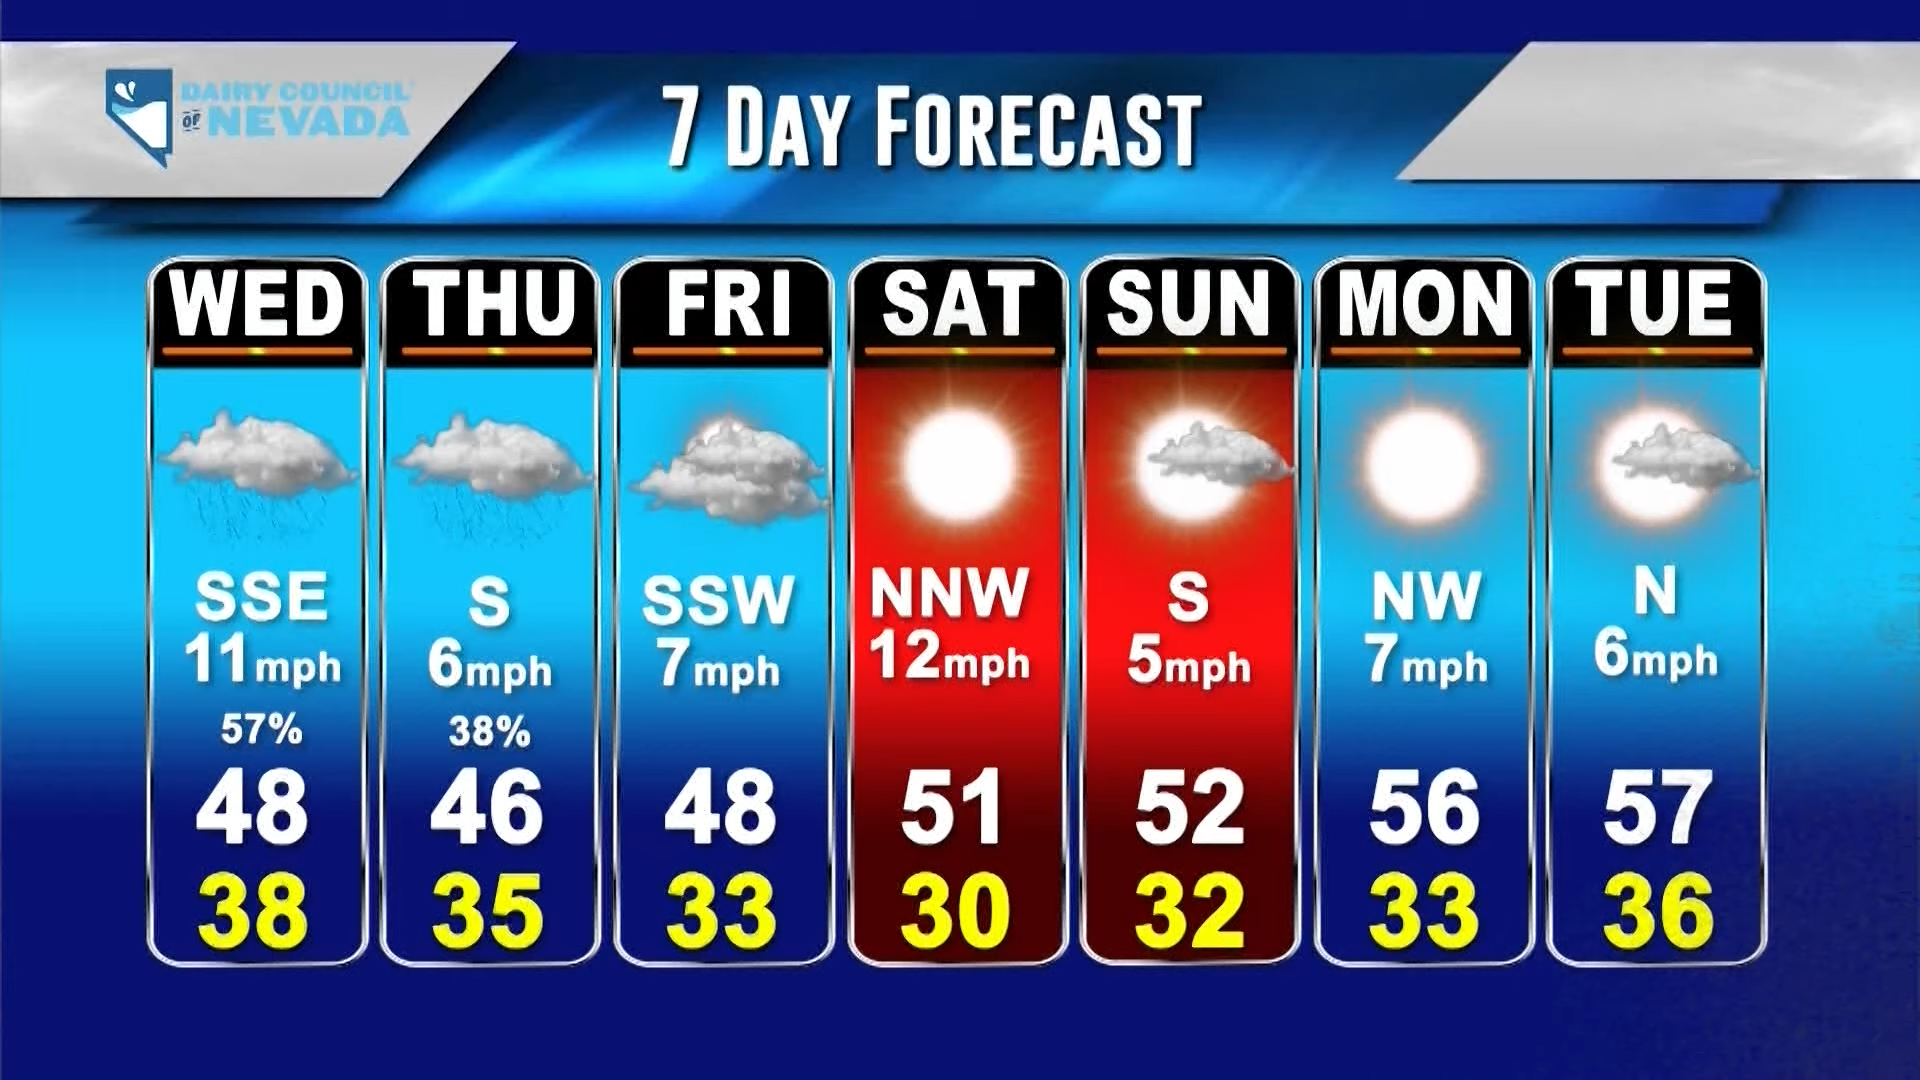 DAIRY COUNCIL
OF NEVADA
7 DAY FORECAST
WED
SSE
11mph
57%
48
38
THU
S
6mph
38%
46
35
FRI
SSW
7mph
48
33
SAT
NNW
12mph
51
30
SUN
S
5mph
52
32
MON
NW
7mph
56
33
TUE
N
6mph
57
36